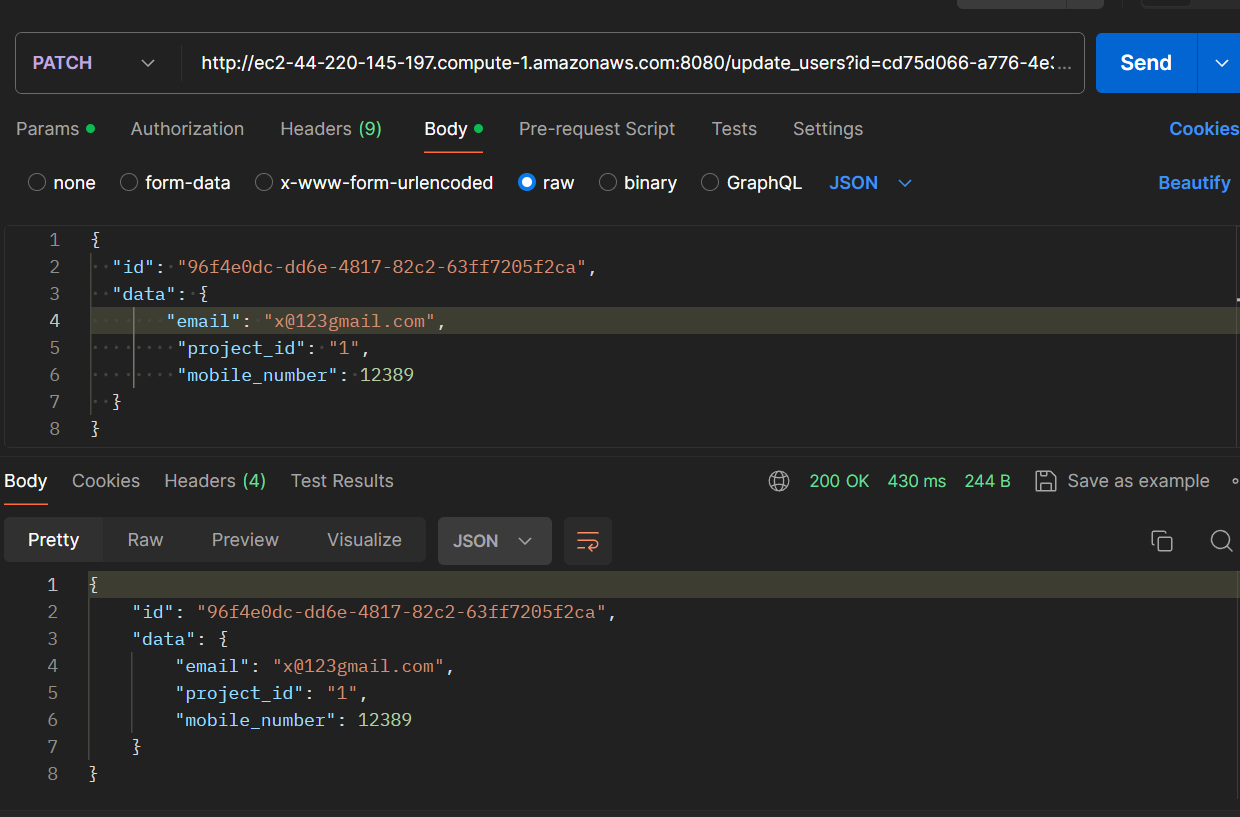 PATCH http://ec2-44-220-145-197.compute-1.amazonaws.com:8080/update_users?id=cd75d066-a776-4e3... Send
Params Authorization Headers (9) Body Pre-request Script Tests Settings Cookies
none form-data x-www-form-urlencoded raw binary GraphQL JSON Beautify
1 {
2 "id": "96f4e0dc-dd6e-4817-82c2-63ff7205f2ca",
3 "data": {
4 "email": "x@123gmail.com",
5 "project_id": "1",
6 "mobile_number": 12389
7 }
8 }
Body Cookies Headers (4) Test Results 200 OK 430 ms 244 B Save as example
Pretty Raw Preview Visualize JSON
1 {
2 "id": "96f4e0dc-dd6e-4817-82c2-63ff7205f2ca",
3 "data": {
4 "email": "x@123gmail.com",
5 "project_id": "1",
6 "mobile_number": 12389
7 }
8 }